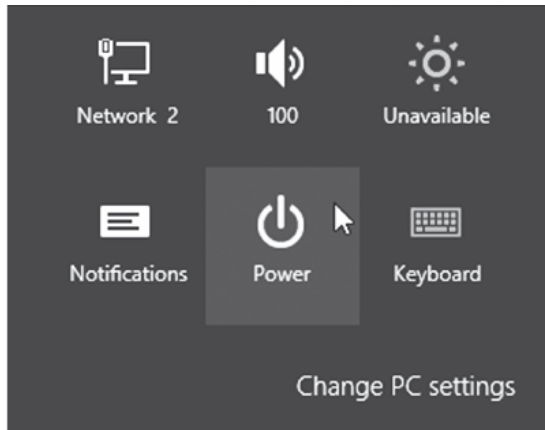 Network 2
100
Unavailable
Notifications
Power
Keyboard
Change PC settings